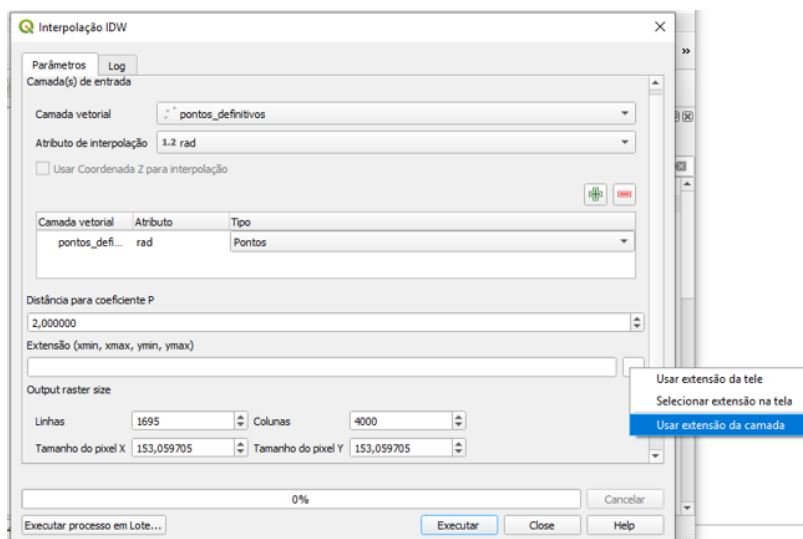 Interpolação IDW
Parâmetros Log
Camada(s) de entrada
Camada vetorial pontos_definitivos
Atributo de interpolação 1.2 rad
Usar Coordenada Z para interpolação
Camada vetorial Atributo Tipo
pontos_defi... rad Pontos
Distância para coeficiente P
2,000000
Extensão (xmin, xmax, ymin, ymax)
Usar extensão da tele
Selecionar extensão na tela
Usar extensão da camada
Output raster size
Linhas 1695 Colunas 4000
Tamanho do pixel X 153,059705 Tamanho do pixel Y 153,059705
0% Cancelar
Executar processo em Lote... Executar Close Help